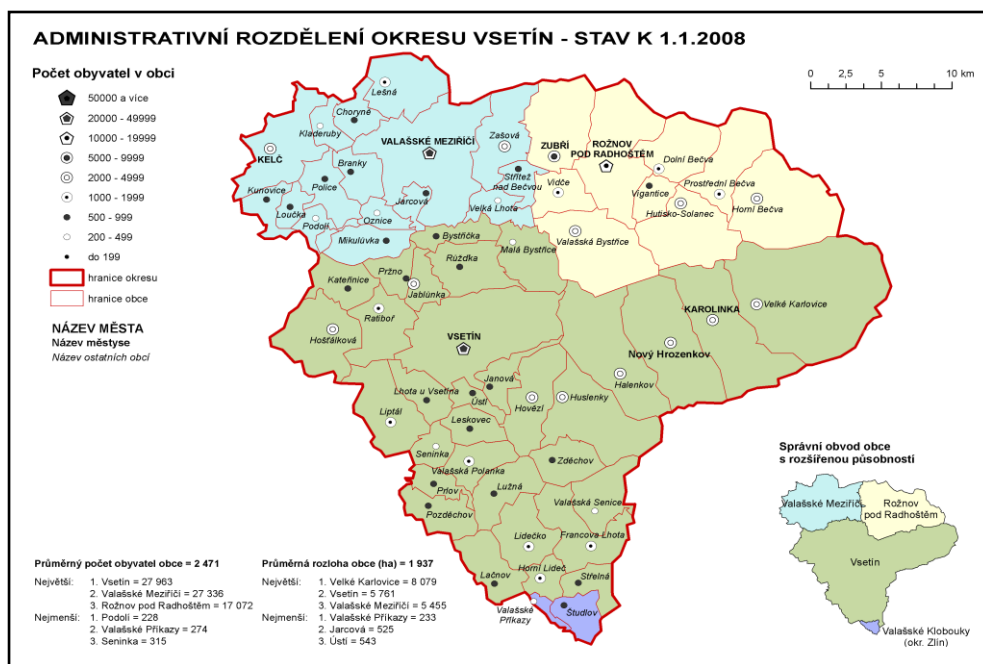 ADMINISTRATIVNÍ ROZDĚLENÍ OKRESU VSETÍN - STAV K 1.1.2008
Počet obyvatel v obci
50000 a více
20000 - 49999
10000 - 19999
5000 - 9999
2000 - 4999
1000 - 1999
500 - 999
200 - 499
do 199
hranice okresu
hranice obce
NÁZEV MĚSTA
Název městyse
Název ostatních obcí
0 2,5 5 10 km
Lešná
Choryně
Kladeruby
VALAŠSKÉ MEZIŘÍČÍ
Zašová
ZUBŘÍ
ROŽNOV
POD RADHOŠTĚM
KELČ
Branky
Police
Střítež
nad Bečvou
Dolní Bečva
Vidče
Vigantice
Prostřední Bečva
Kunovice
Loučka
Jarcová
Velká Lhota
Hutisko-Solanec
Horní Bečva
Podolí
Oznice
Mikulůvka
Bystřička
Malá Bystřice
Valašská Bystřice
Růžďka
Kateřinice
Pržno
Jablůnka
Ratiboř
Hošťálková
VSETÍN
KAROLINKA
Velké Karlovice
Nový Hrozenkov
Halenkov
Janová
Lhota u Vsetína
Ústí
Hovězí
Huslenky
Liptál
Leskovec
Seninka
Valašská Polanka
Zděchov
Prlov
Lužná
Pozděchov
Valašská Senice
Lidečko
Francova Lhota
Horní Lideč
Lačnov
Střelná
Valašské
Příkazy
Študlov
Správní obvod obce
s rozšířenou působností
Valašské Meziříčí
Rožnov
pod Radhoštěm
Vsetín
Valašské Klobouky
(okr. Zlín)
Průměrný počet obyvatel obce = 2 471
Největší: 1. Vsetín = 27 963
2. Valašské Meziříčí = 27 336
3. Rožnov pod Radhoštěm = 17 072
Nejmenší: 1. Podolí = 228
2. Valašské Příkazy = 274
3. Seninka = 315
Průměrná rozloha obce (ha) = 1 937
Největší: 1. Velké Karlovice = 8 079
2. Vsetín = 5 761
3. Valašské Meziříčí = 5 455
Nejmenší: 1. Valašské Příkazy = 233
2. Jarcová = 525
3. Ústí = 543